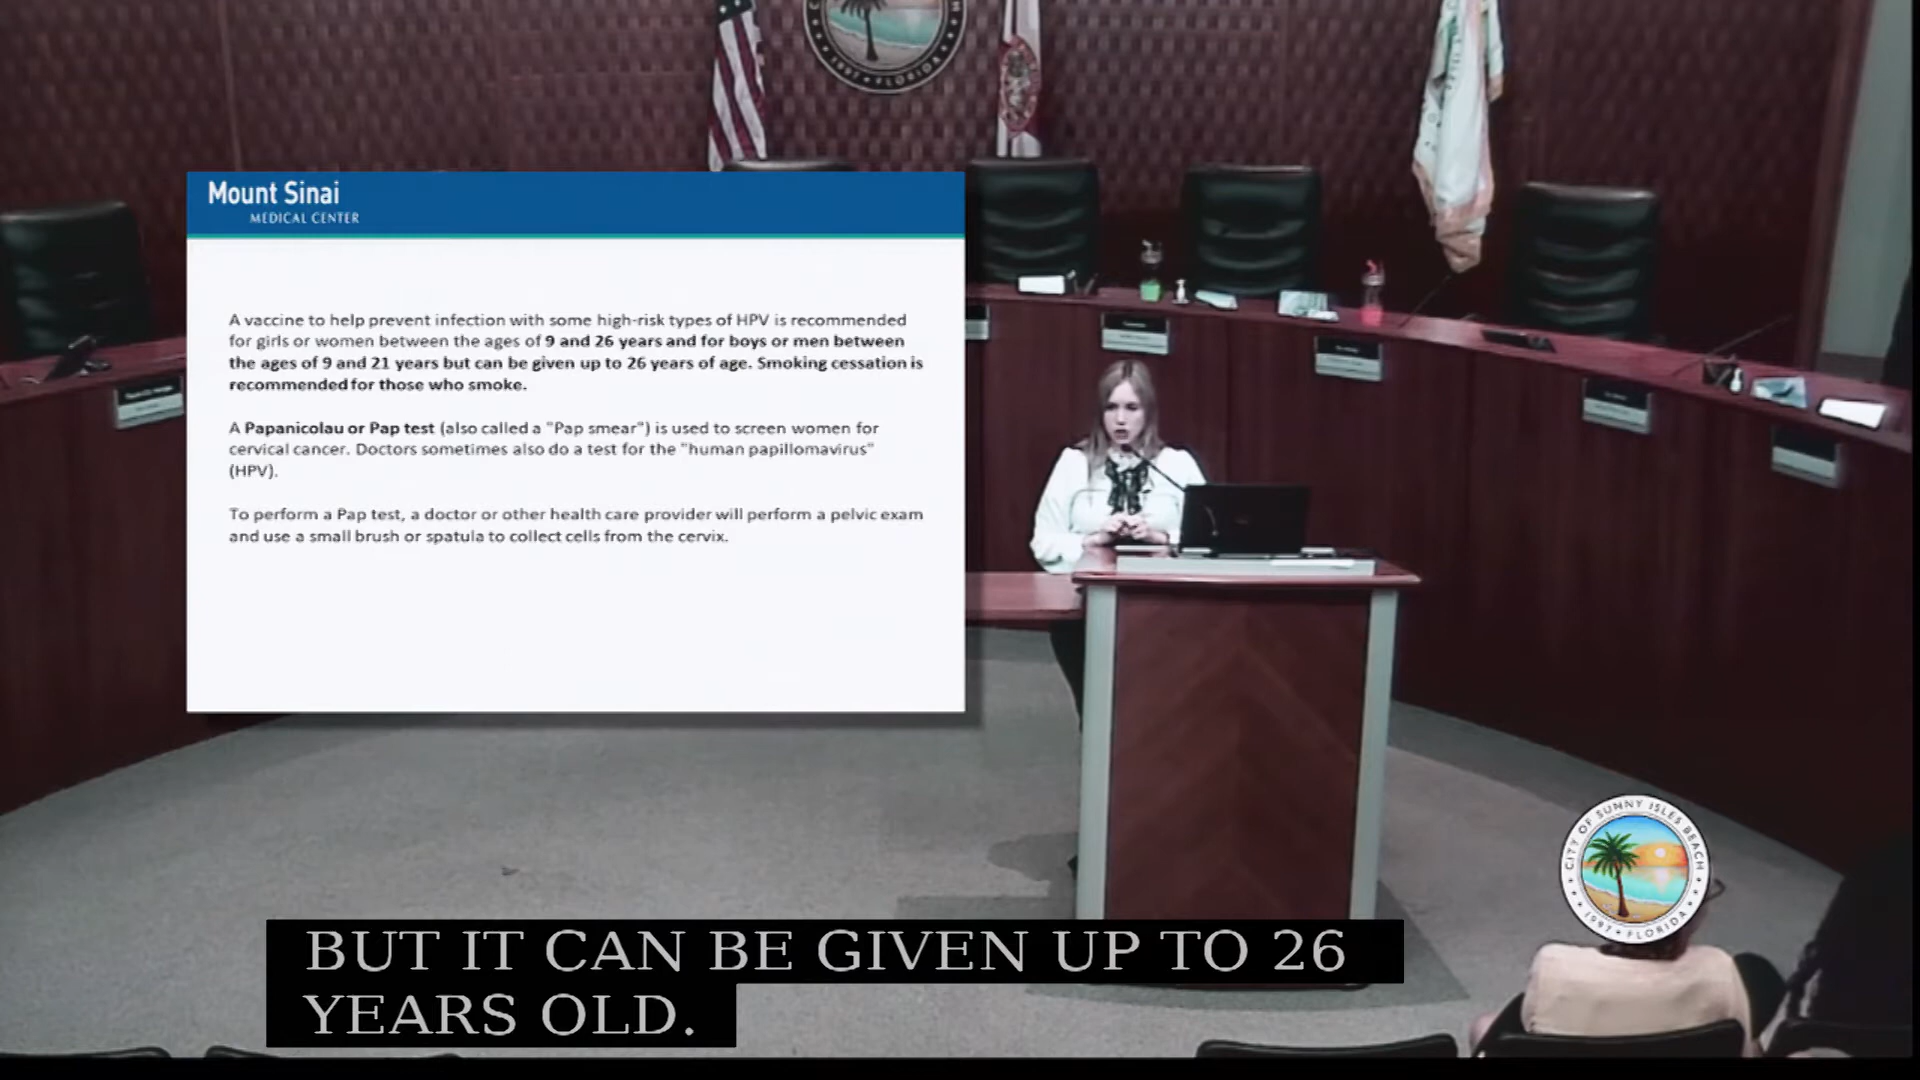 1997 • FLORIDA
Mount Sinai
MEDICAL CENTER
A vaccine to help prevent infection with some high-risk types of HPV is recommended
for girls or women between the ages of 9 and 26 years and for boys or men between
the ages of 9 and 21 years but can be given up to 26 years of age. Smoking cessation is
recommended for those who smoke.
A Papanicolau or Pap test (also called a "Pap smear") is used to screen women for
cervical cancer. Doctors sometimes also do a test for the "human papillomavirus"
(HPV).
To perform a Pap test, a doctor or other health care provider will perform a pelvic exam
and use a small brush or spatula to collect cells from the cervix.
CITY OF SUNNY ISLES BEACH
• 1997 • FLORIDA •
BUT IT CAN BE GIVEN UP TO 26
YEARS OLD.